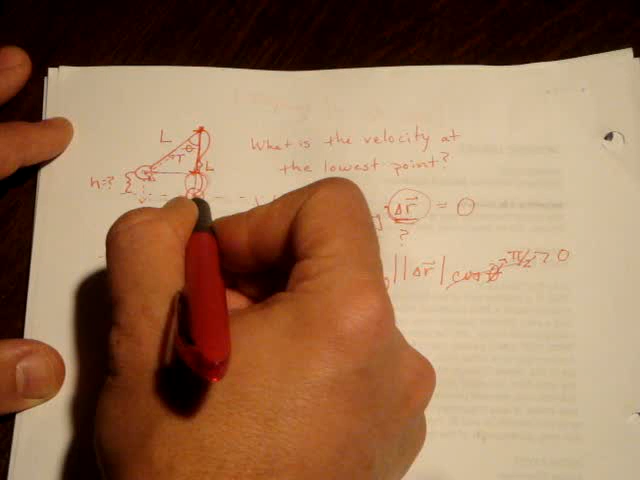 What is the velocity at
the lowest point?
L
θ
T
L
h=?
Δr⃗ = 0
?
||Δr⃗| cos θ π/2 → 0